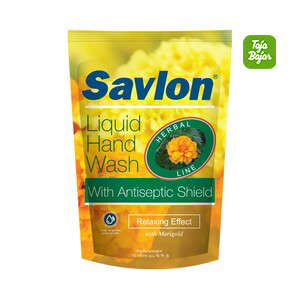 Taja
Bajar
Savlon®
Liquid
Hand
Wash
HERBAL
LINE
With Antiseptic Shield
Relaxing Effect
with Marigold